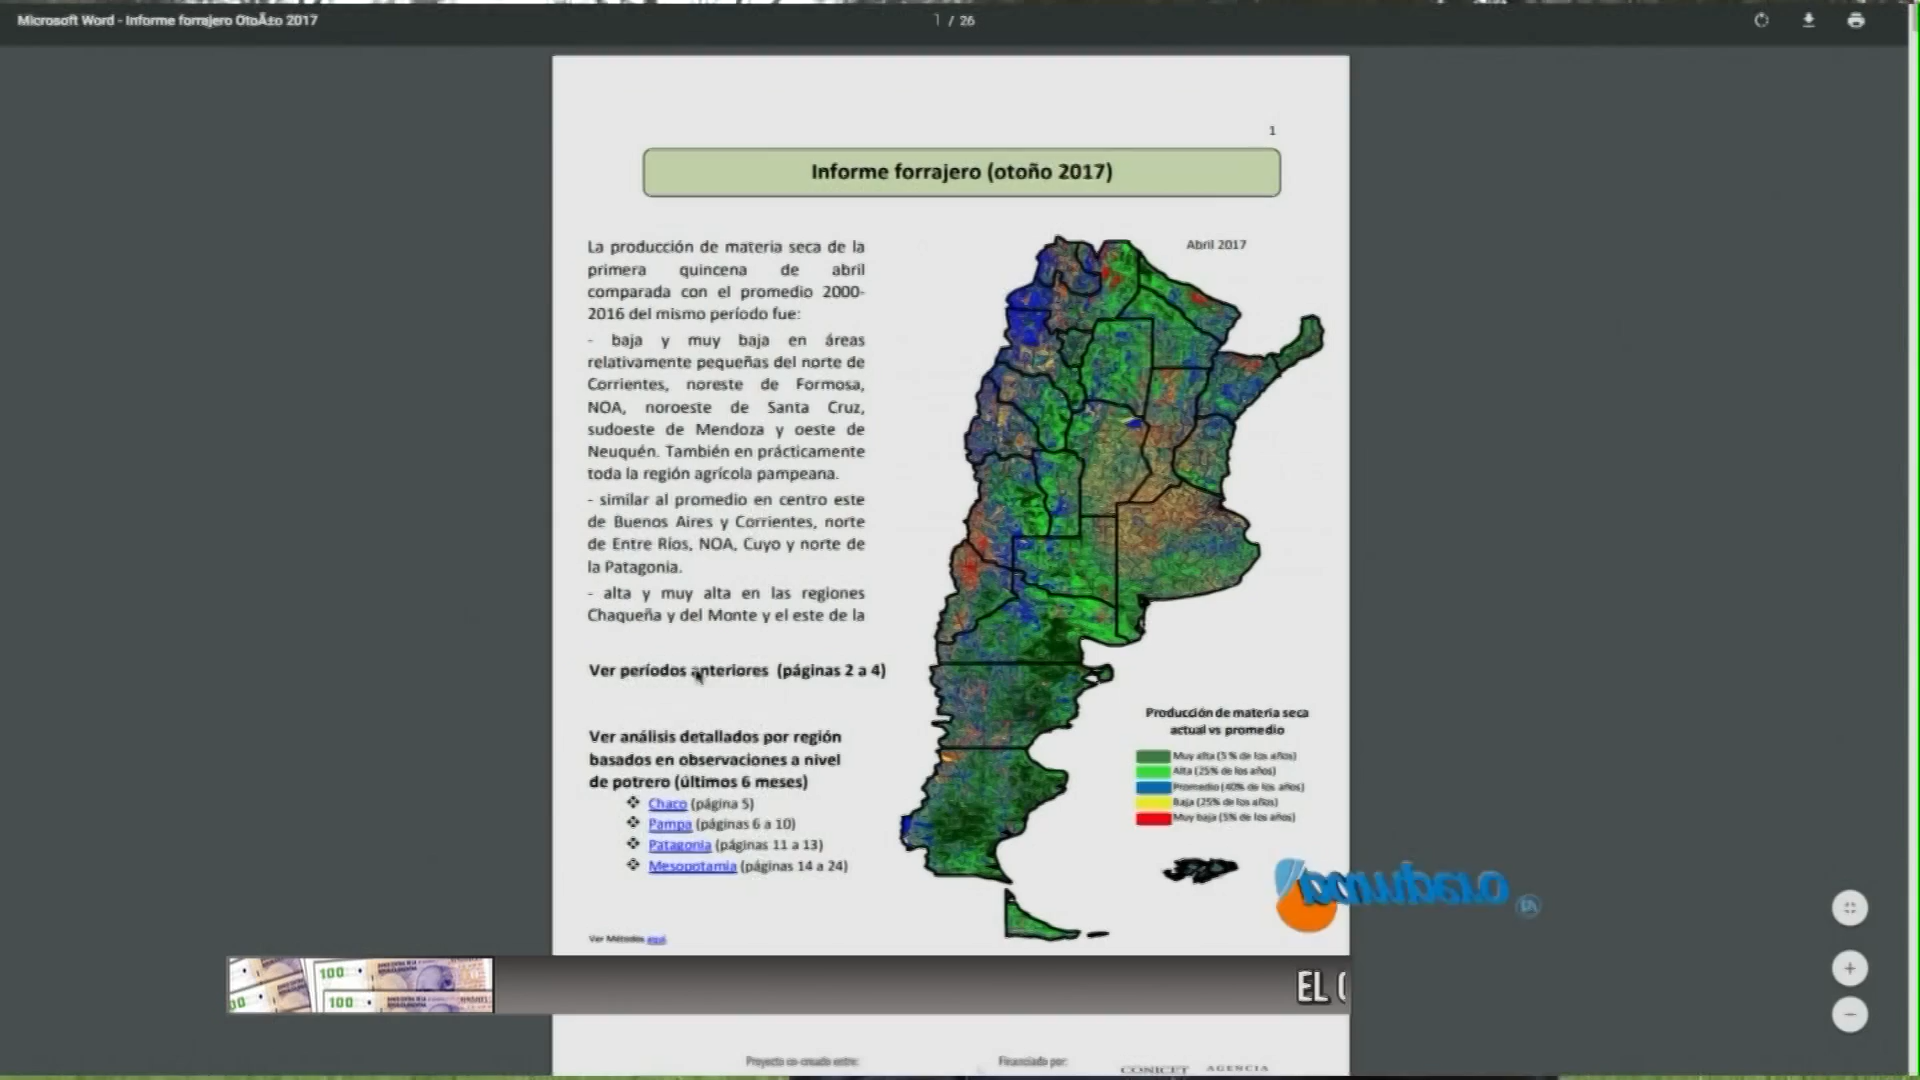 Microsoft Word - Informe forrajero OtoÃ±o 2017
1 / 26
1
Informe forrajero (otoño 2017)
La producción de materia seca de la
primera quincena de abril
comparada con el promedio 2000-
2016 del mismo período fue:
- baja y muy baja en áreas
relativamente pequeñas del norte de
Corrientes, noreste de Formosa,
NOA, noroeste de Santa Cruz,
sudoeste de Mendoza y oeste de
Neuquén. También en prácticamente
toda la región agrícola pampeana.
- similar al promedio en centro este
de Buenos Aires y Corrientes, norte
de Entre Ríos, NOA, Cuyo y norte de
la Patagonia.
- alta y muy alta en las regiones
Chaqueña y del Monte y el este de la
Abril 2017
Ver períodos anteriores (páginas 2 a 4)
Ver análisis detallados por región
basados en observaciones a nivel
de potrero (últimos 6 meses)
❖ Chaco (página 5)
❖ Pampa (páginas 6 a 10)
❖ Patagonia (páginas 11 a 13)
❖ Mesopotamia (páginas 14 a 24)
Producción de materia seca
actual vs promedio
Muy alta (5 % de los años)
Alta (25% de los años)
Promedio (40% de los años)
Baja (25% de los años)
Muy baja (5% de los años)
Ver Métodos aquí.
100
100
EL
Proyecto co-creado entre:
Financiado por:
CONICET AGENCIA